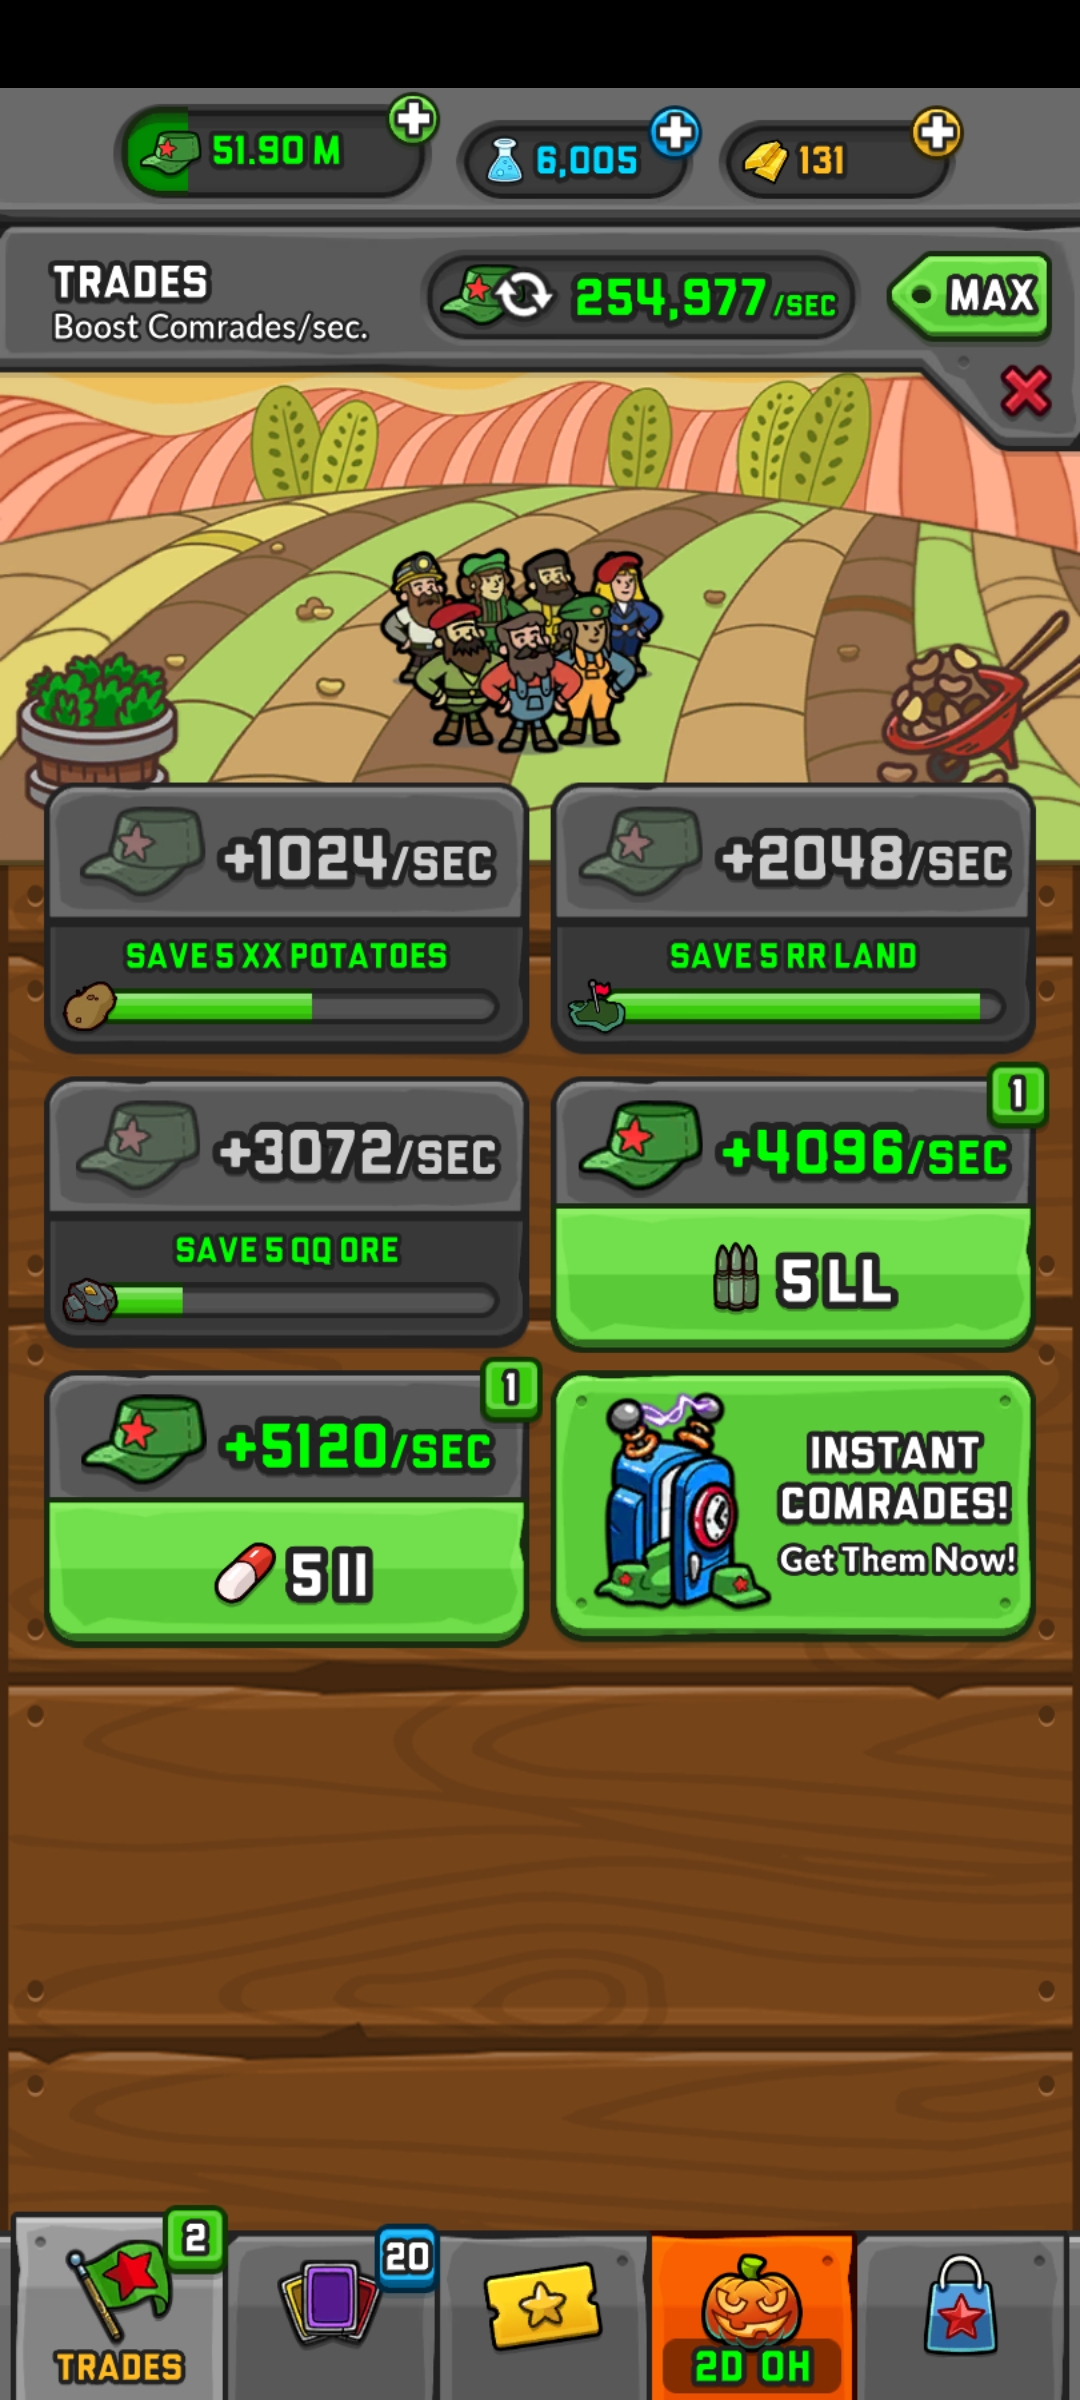 51.90 M
6,005
131
TRADES
Boost Comrades/sec.
254,977/SEC
MAX
+1024/SEC
+2048/SEC
SAVE 5 XX POTATOES
SAVE 5 RR LAND
1
+3072/SEC
+4096/SEC
SAVE 5 QQ ORE
5 LL
1
+5120/SEC
5 II
INSTANT
COMRADES!
Get Them Now!
2
20
TRADES
2D 0H